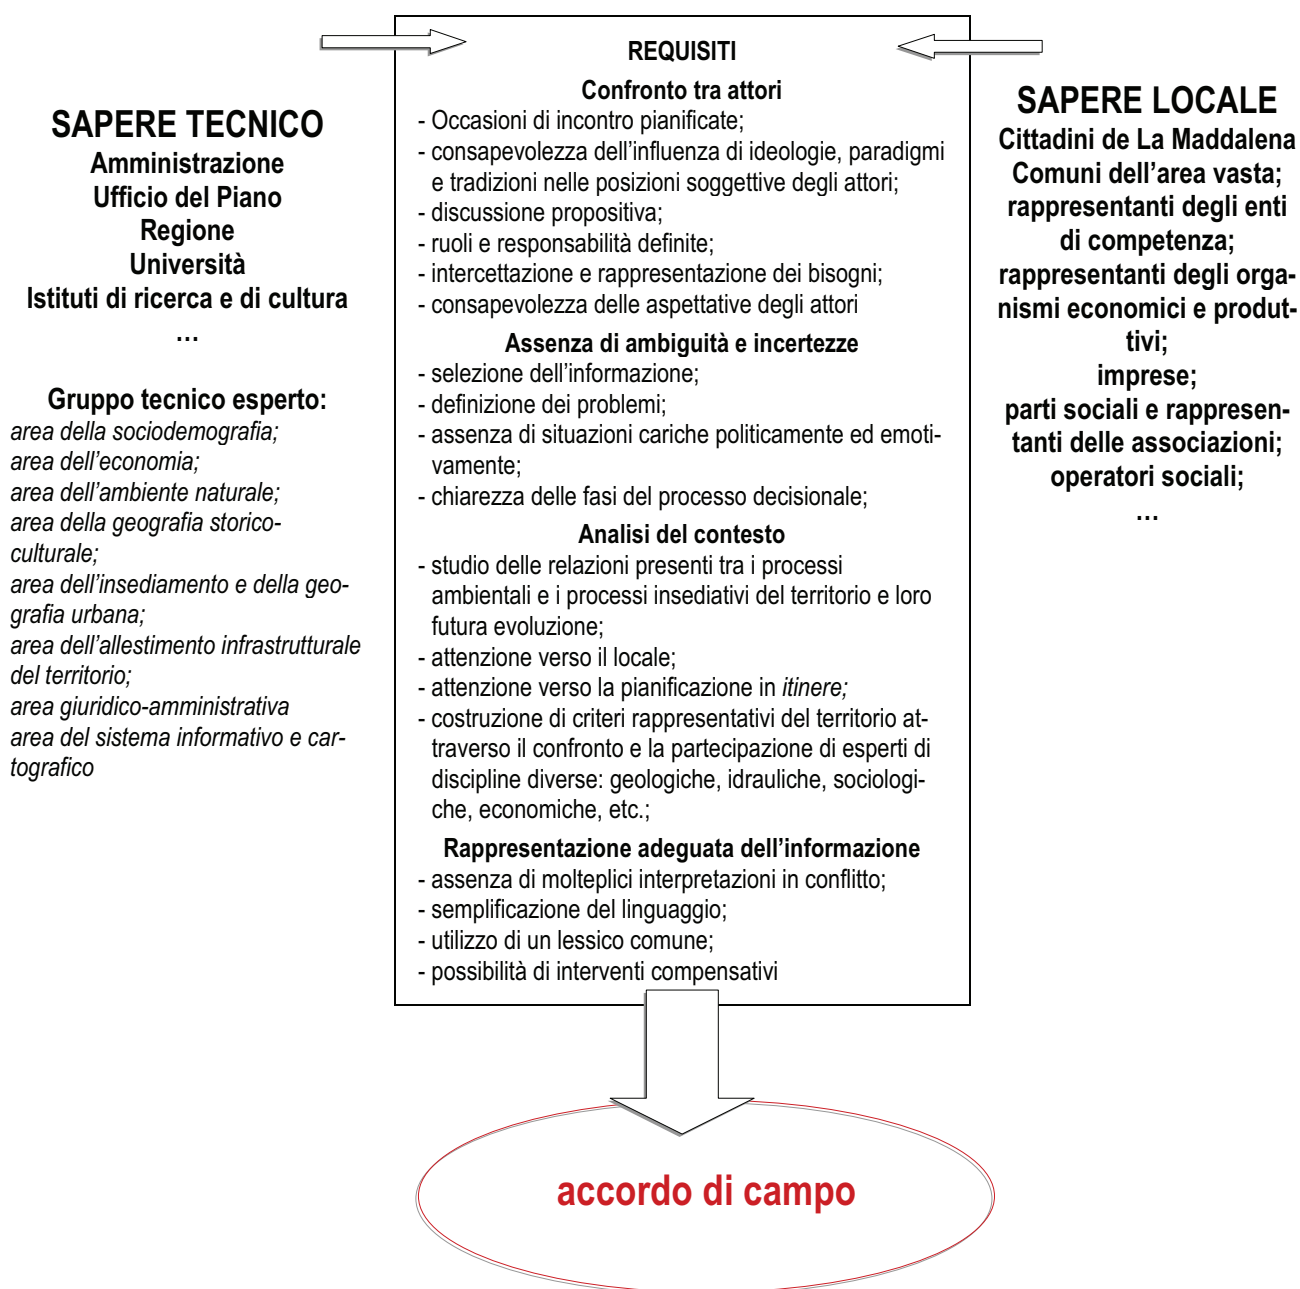 SAPERE TECNICO
Amministrazione
Ufficio del Piano
Regione
Università
Istituti di ricerca e di cultura
…
Gruppo tecnico esperto:
area della sociodemografia;
area dell’economia;
area dell’ambiente naturale;
area della geografia storico-
culturale;
area dell’insediamento e della geo-
grafia urbana;
area dell’allestimento infrastrutturale
del territorio;
area giuridico-amministrativa
area del sistema informativo e car-
tografico
REQUISITI
Confronto tra attori
- Occasioni di incontro pianificate;
- consapevolezza dell’influenza di ideologie, paradigmi
e tradizioni nelle posizioni soggettive degli attori;
- discussione propositiva;
- ruoli e responsabilità definite;
- intercettazione e rappresentazione dei bisogni;
- consapevolezza delle aspettative degli attori
Assenza di ambiguità e incertezze
- selezione dell’informazione;
- definizione dei problemi;
- assenza di situazioni cariche politicamente ed emoti-
vamente;
- chiarezza delle fasi del processo decisionale;
Analisi del contesto
- studio delle relazioni presenti tra i processi
ambientali e i processi insediativi del territorio e loro
futura evoluzione;
- attenzione verso il locale;
- attenzione verso la pianificazione in itinere;
- costruzione di criteri rappresentativi del territorio at-
traverso il confronto e la partecipazione di esperti di
discipline diverse: geologiche, idrauliche, sociologi-
che, economiche, etc.;
Rappresentazione adeguata dell’informazione
- assenza di molteplici interpretazioni in conflitto;
- semplificazione del linguaggio;
- utilizzo di un lessico comune;
- possibilità di interventi compensativi
SAPERE LOCALE
Cittadini de La Maddalena
Comuni dell’area vasta;
rappresentanti degli enti
di competenza;
rappresentanti degli orga-
nismi economici e produt-
tivi;
imprese;
parti sociali e rappresen-
tanti delle associazioni;
operatori sociali;
…
accordo di campo